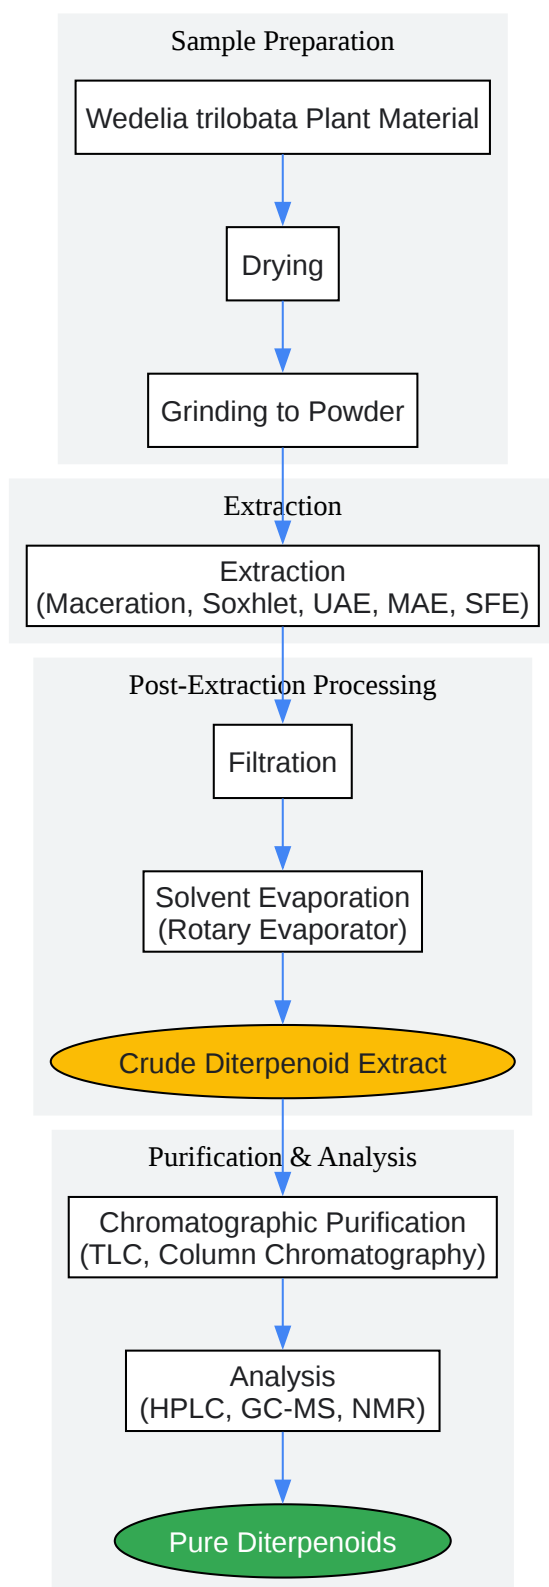 Sample Preparation
Wedelia trilobata Plant Material
Drying
Grinding to Powder
Extraction
Extraction
(Maceration, Soxhlet, UAE, MAE, SFE)
Post-Extraction Processing
Filtration
Solvent Evaporation
(Rotary Evaporator)
Crude Diterpenoid Extract
Purification & Analysis
Chromatographic Purification
(TLC, Column Chromatography)
Analysis
(HPLC, GC-MS, NMR)
Pure Diterpenoids